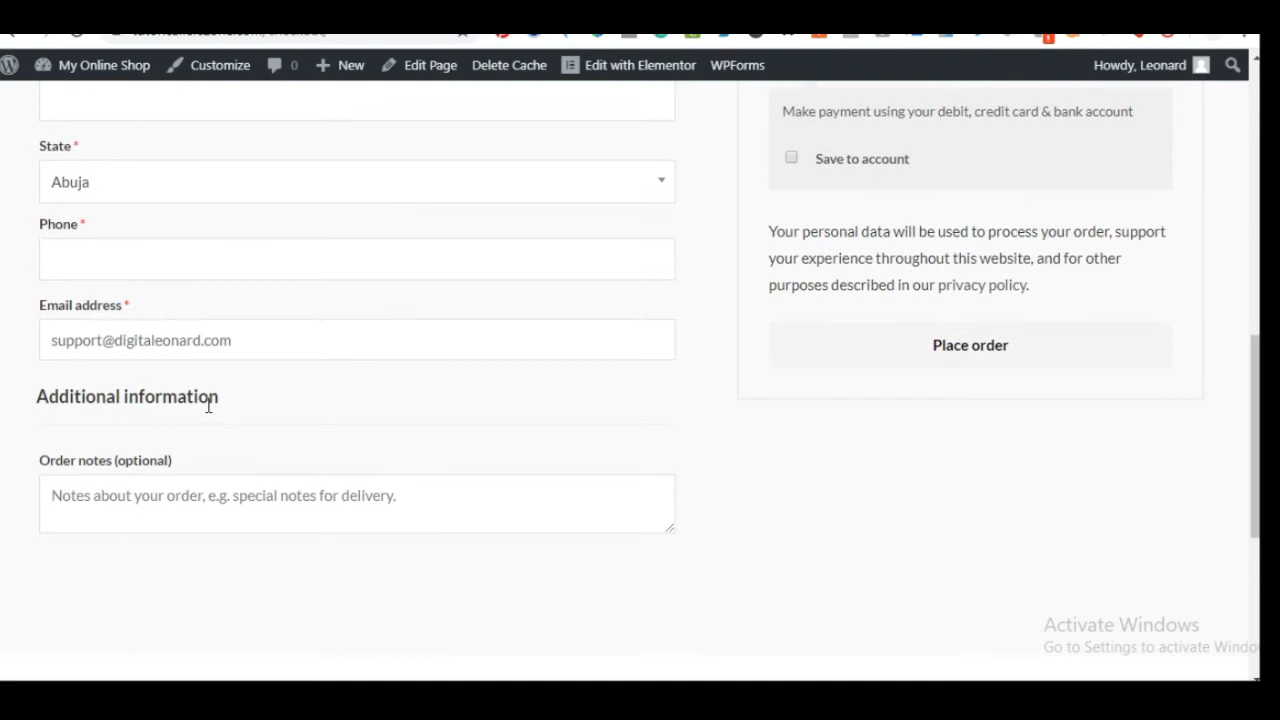 My Online Shop Customize 0 New Edit Page Delete Cache Edit with Elementor WPForms Howdy, Leonard
State *
Abuja
Phone *
Email address *
support@digitaleonard.com
Additional information
Order notes (optional)
Notes about your order, e.g. special notes for delivery.
Make payment using your debit, credit card & bank account
Save to account
Your personal data will be used to process your order, support
your experience throughout this website, and for other
purposes described in our privacy policy.
Place order
Activate Windows
Go to Settings to activate Windo